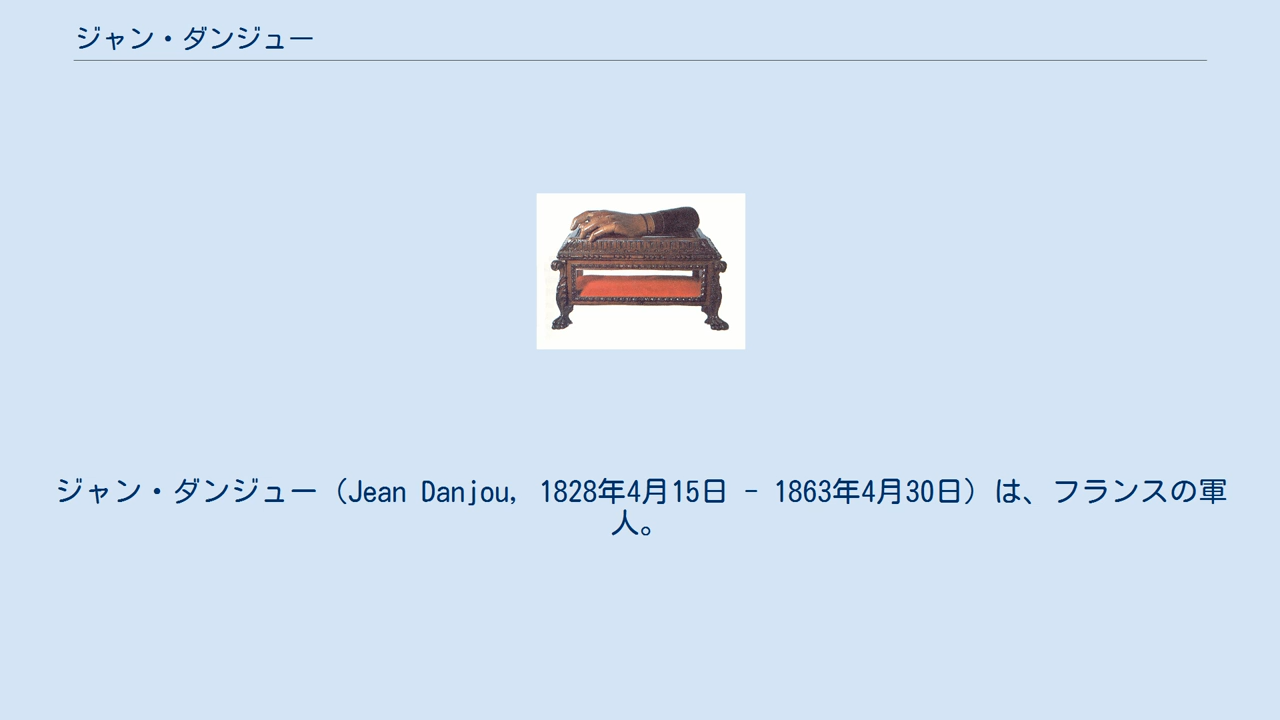 ジャン・ダンジュー
ジャン・ダンジュー（Jean Danjou, 1828年4月15日 - 1863年4月30日）は、フランスの軍
人。